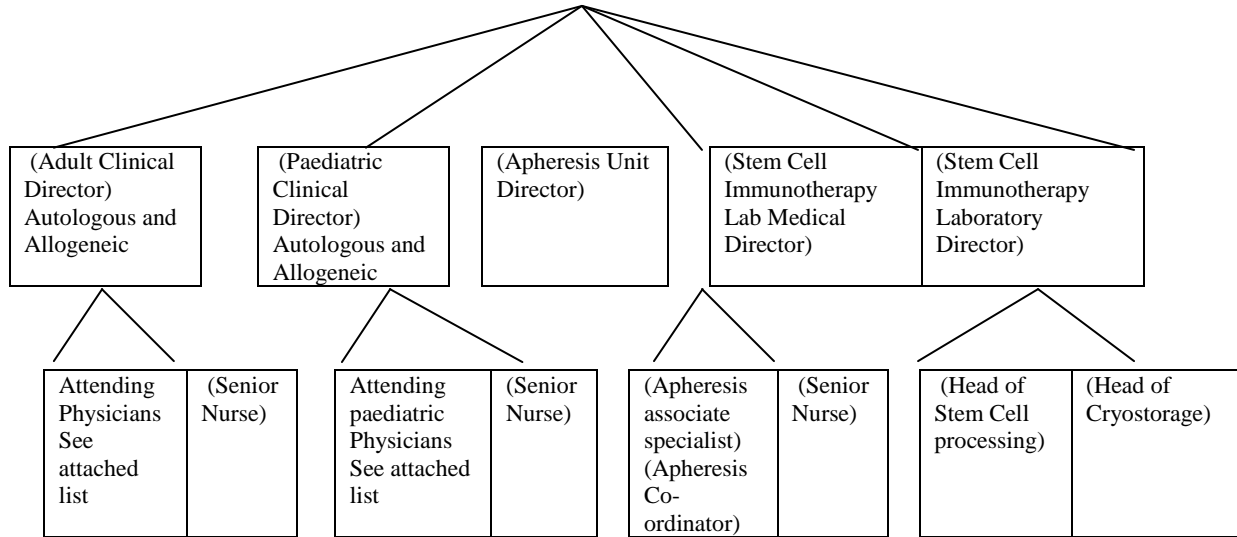 (Adult Clinical
Director)
Autologous and
Allogeneic
(Paediatric
Clinical
Director)
Autologous and
Allogeneic
(Apheresis Unit
Director)
(Stem Cell
Immunotherapy
Lab Medical
Director)
(Stem Cell
Immunotherapy
Laboratory
Director)
Attending
Physicians
See
attached
list
(Senior
Nurse)
Attending
paediatric
Physicians
See attached
list
(Senior
Nurse)
(Apheresis
associate
specialist)
(Apheresis
Co-
ordinator)
(Senior
Nurse)
(Head of
Stem Cell
processing)
(Head of
Cryostorage)